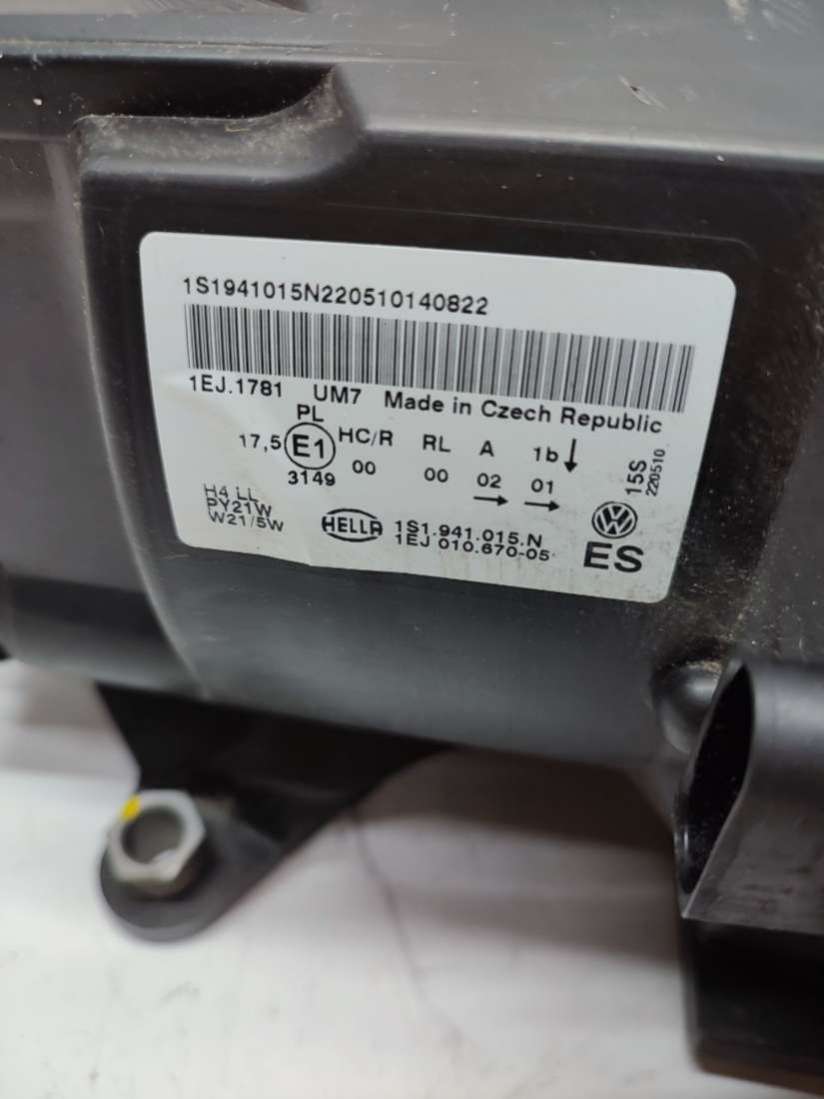 1S1941015N220510140822
1EJ.1781 UM7 Made in Czech Republic
PL
17,5 E1 HC/R RL A 1b↓
3149 00 00 02 01
→ →
H4 LL
PY21W
W21/5W
HELLA
1S1.941.015.N
1EJ 010.670-05
15S
220510
VW
ES